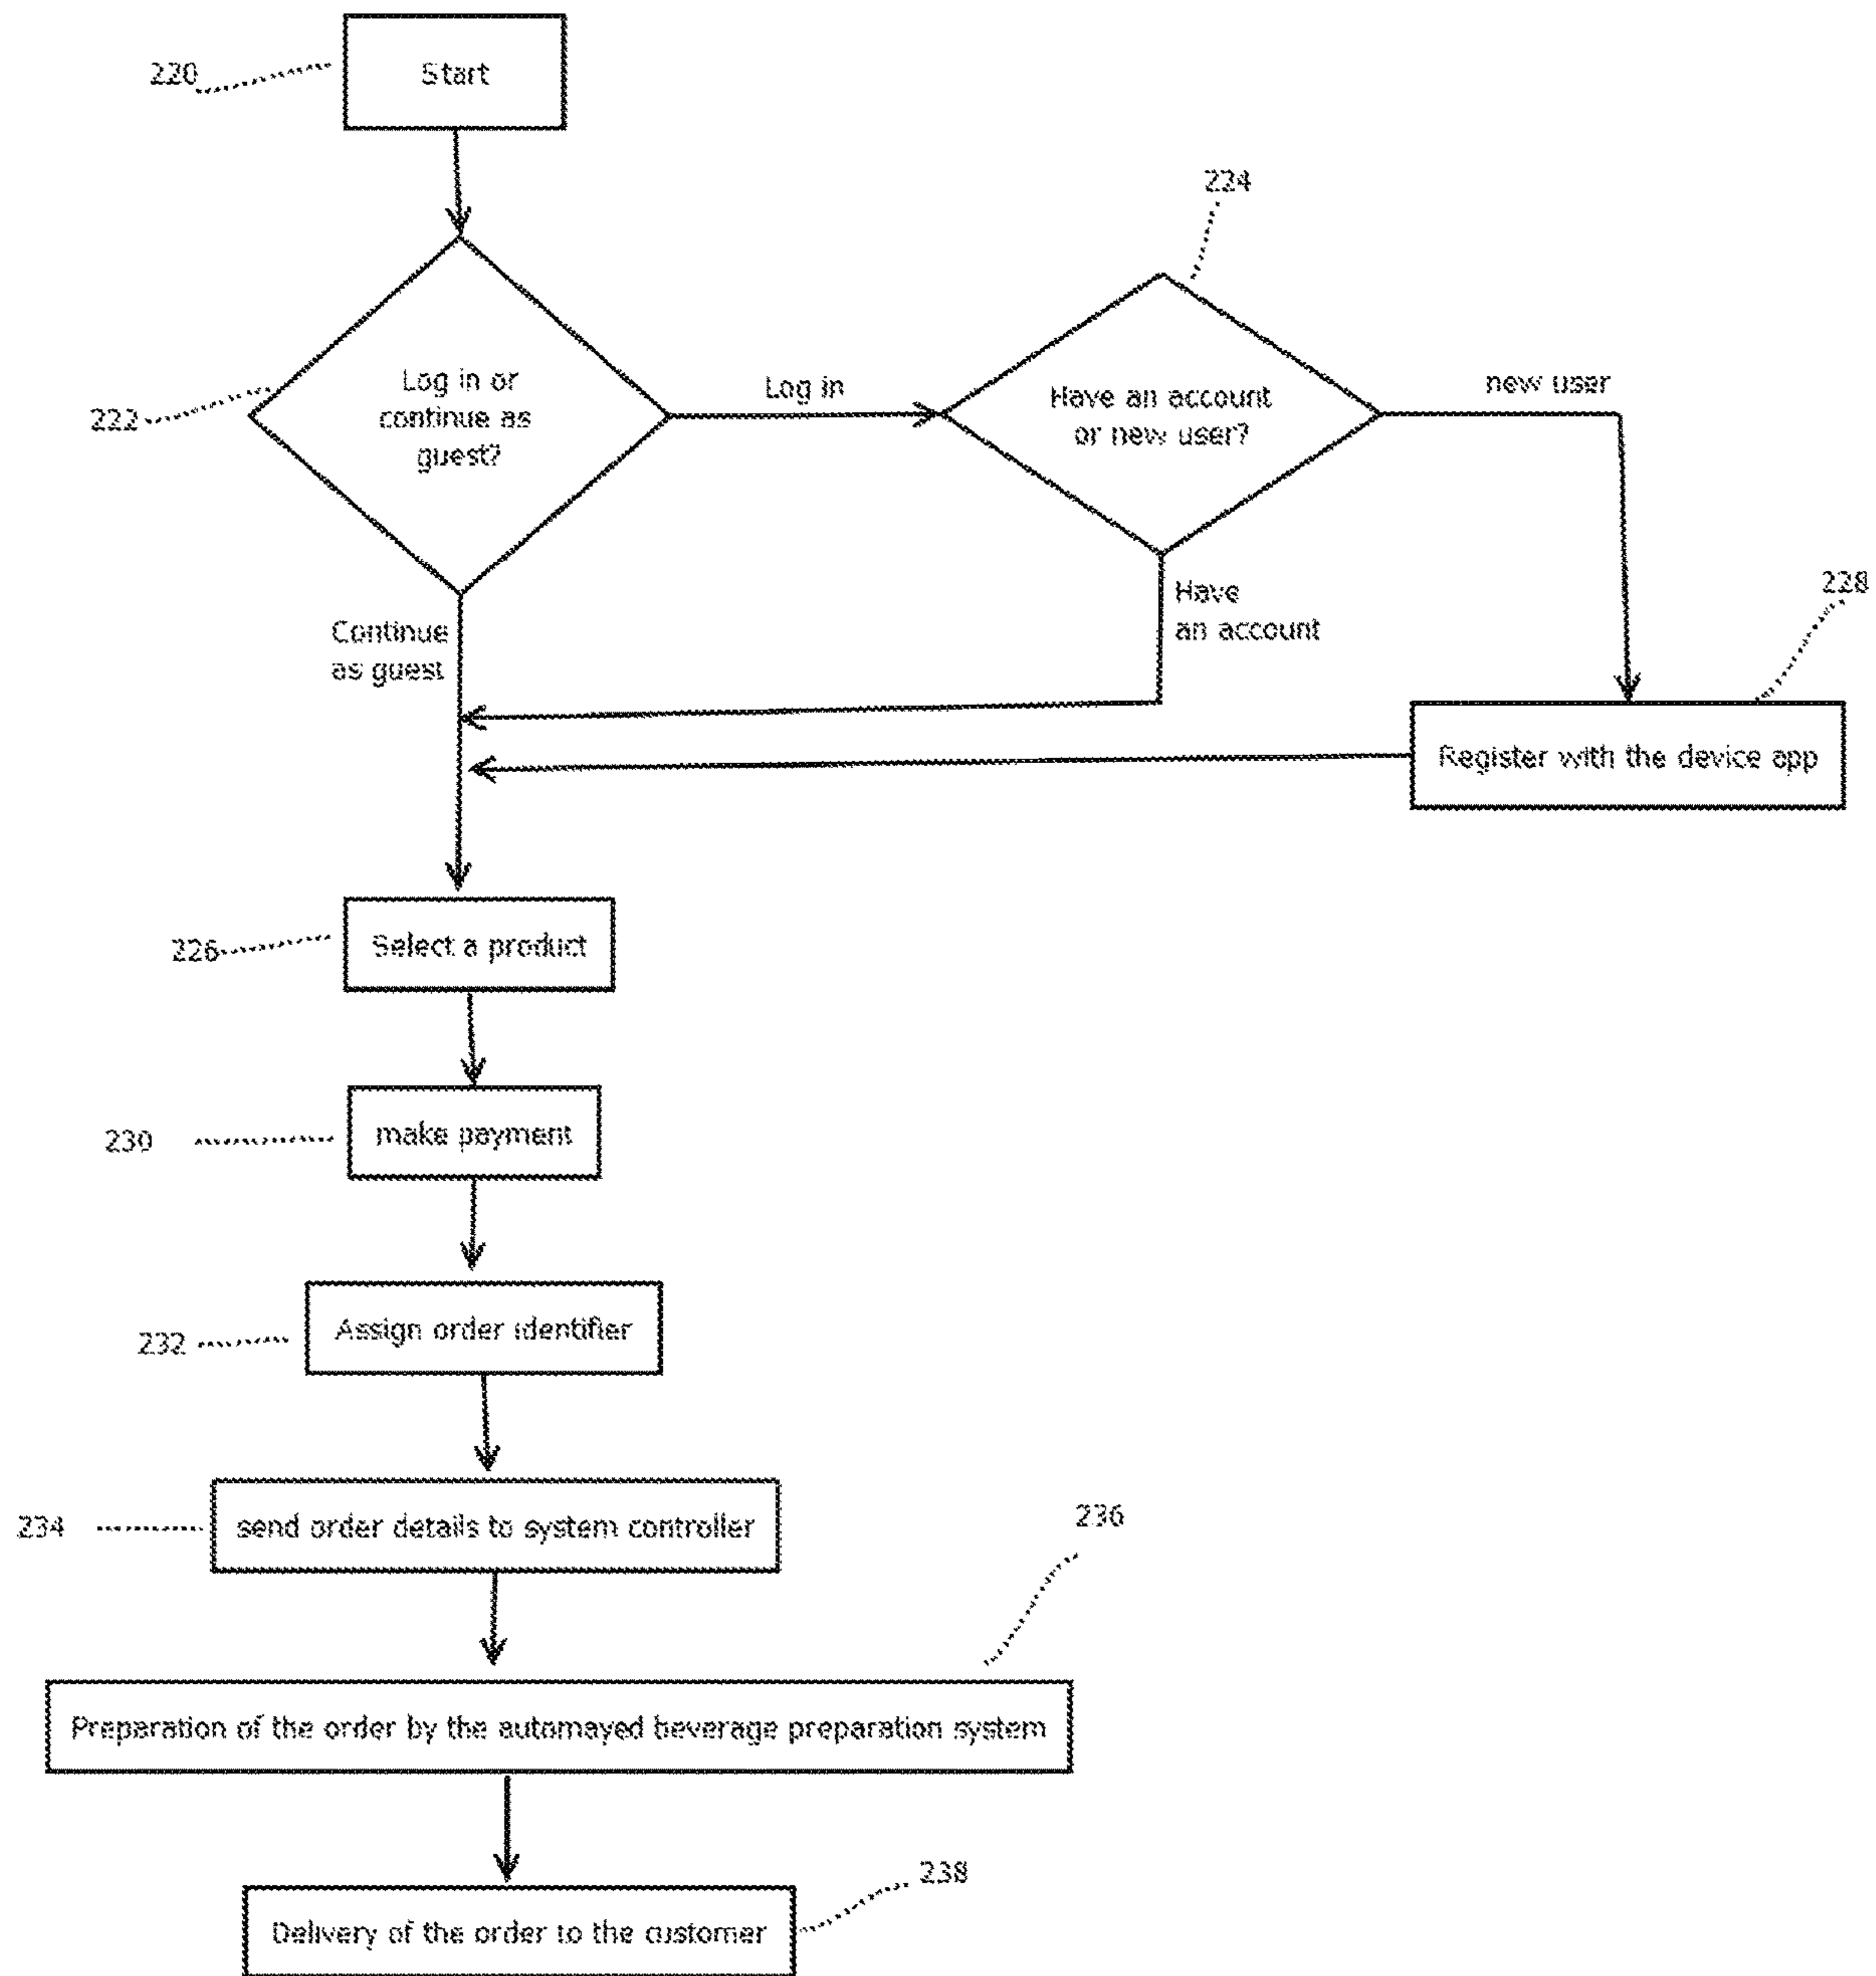 220
Start
224
222
Log in or
continue as
guest?
Log in
Have an account
or new user?
new user
Continue
as guest
Have
an account
228
Register with the device app
226
Select a product
230
make payment
232
Assign order identifier
234
send order details to system controller
236
Preparation of the order by the automayed beverage preparation system
238
Delivery of the order to the customer